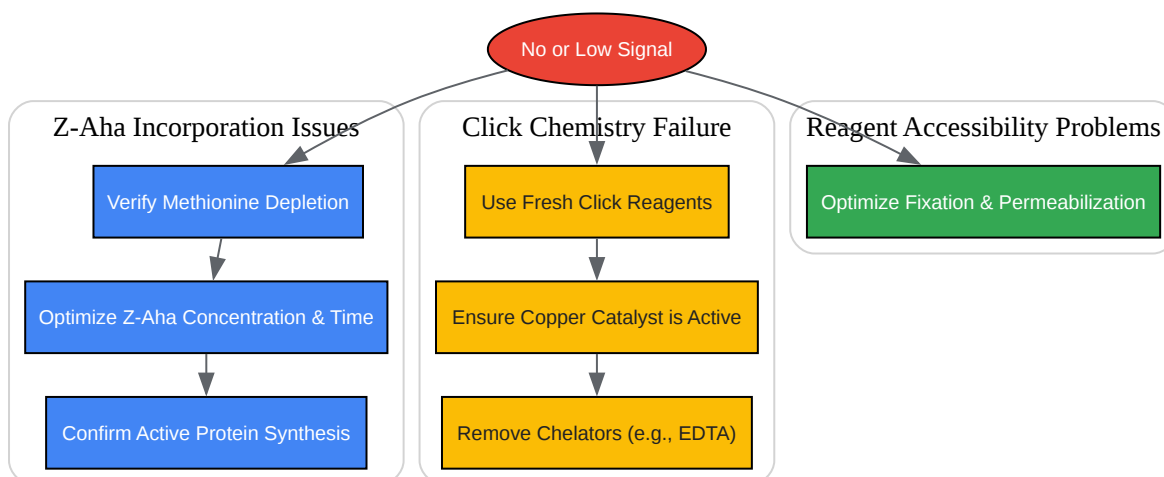 No or Low Signal
Z-Aha Incorporation Issues
Click Chemistry Failure
Reagent Accessibility Problems
Verify Methionine Depletion
Use Fresh Click Reagents
Optimize Fixation & Permeabilization
Optimize Z-Aha Concentration & Time
Ensure Copper Catalyst is Active
Confirm Active Protein Synthesis
Remove Chelators (e.g., EDTA)